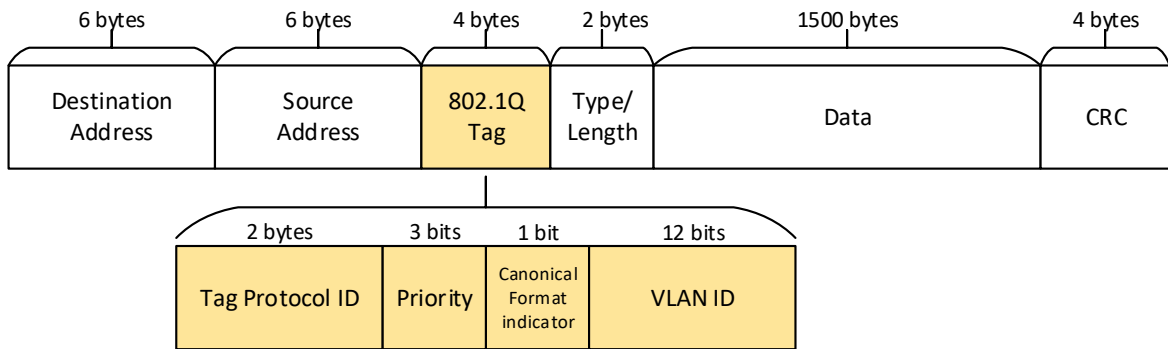 6 bytes 6 bytes 4 bytes 2 bytes 1500 bytes 4 bytes
Destination
Address
Source
Address
802.1Q
Tag
Type/
Length
Data
CRC
2 bytes 3 bits 1 bit 12 bits
Tag Protocol ID
Priority
Canonical
Format
indicator
VLAN ID